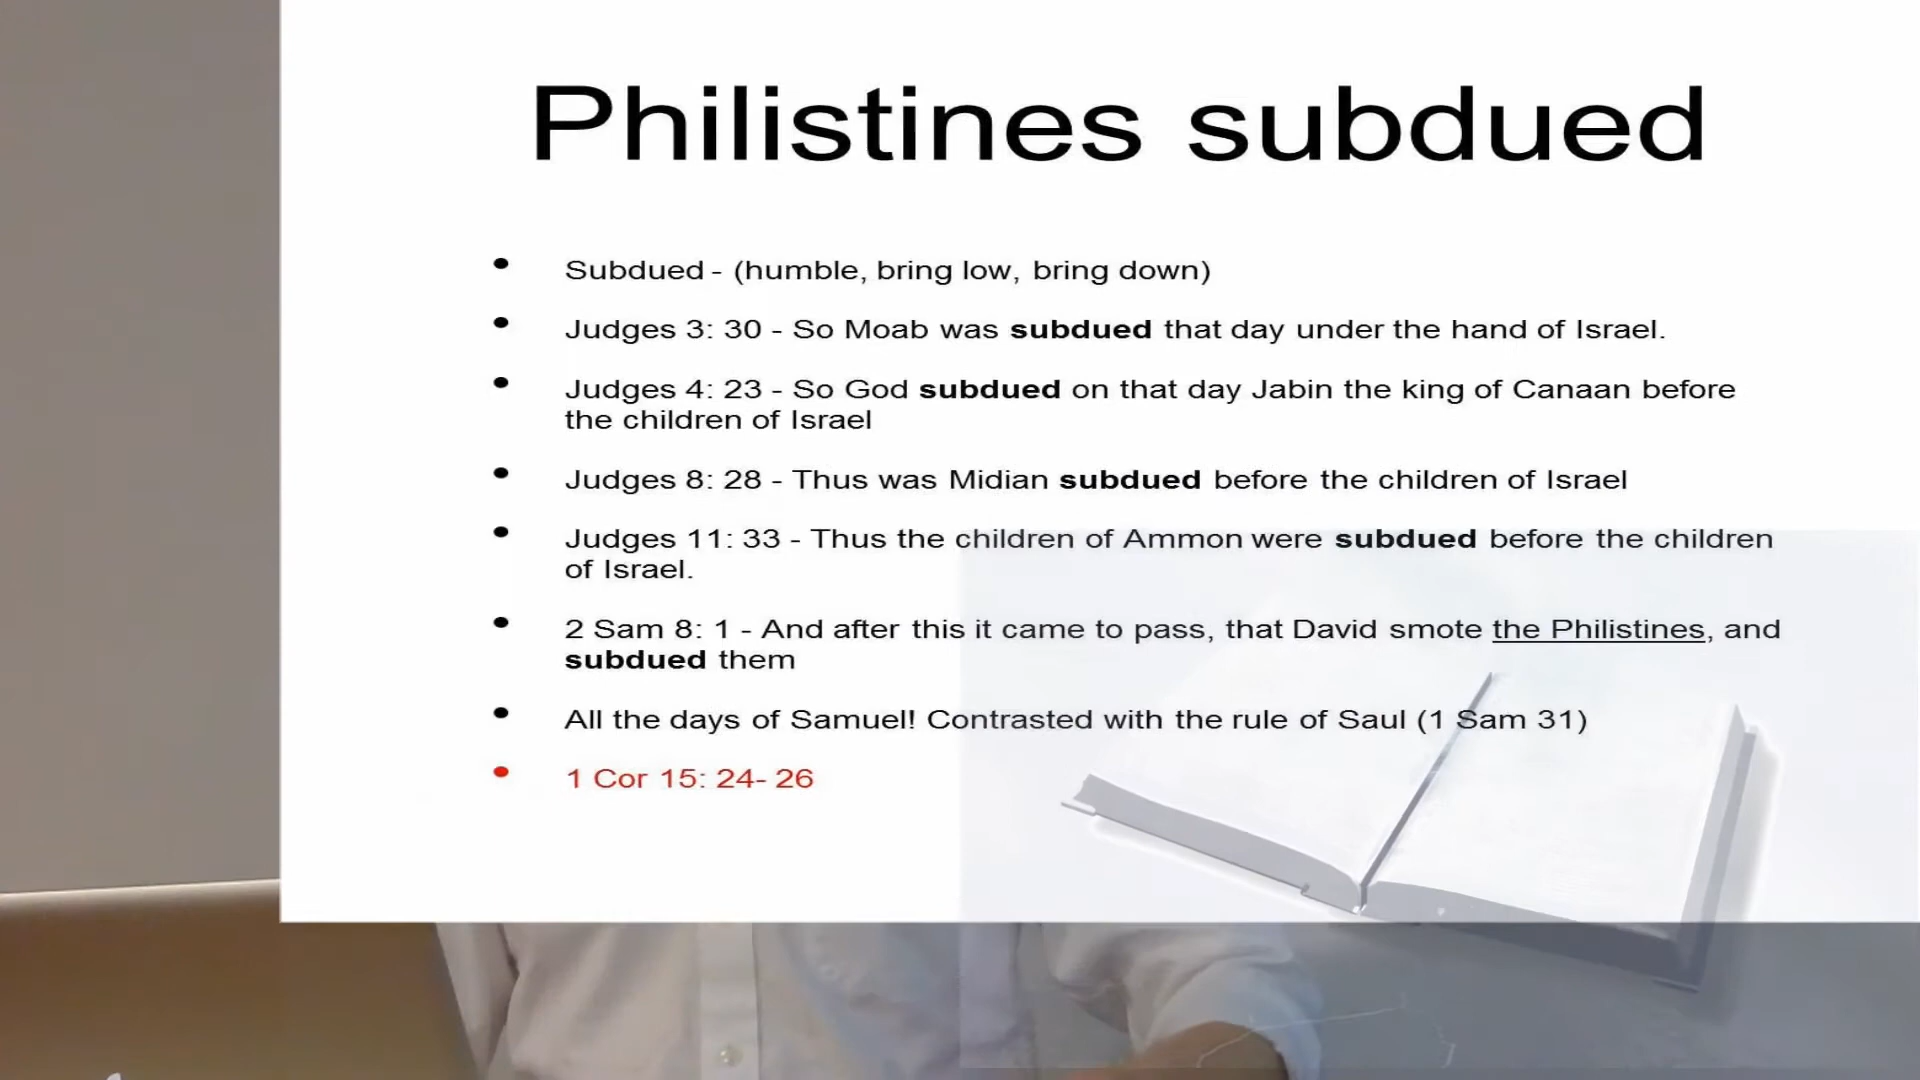 Philistines subdued
• Subdued - (humble, bring low, bring down)
• Judges 3: 30 - So Moab was subdued that day under the hand of Israel.
• Judges 4: 23 - So God subdued on that day Jabin the king of Canaan before
the children of Israel
• Judges 8: 28 - Thus was Midian subdued before the children of Israel
• Judges 11: 33 - Thus the children of Ammon were subdued before the children
of Israel.
• 2 Sam 8: 1 - And after this it came to pass, that David smote the Philistines, and
subdued them
• All the days of Samuel! Contrasted with the rule of Saul (1 Sam 31)
• 1 Cor 15: 24- 26